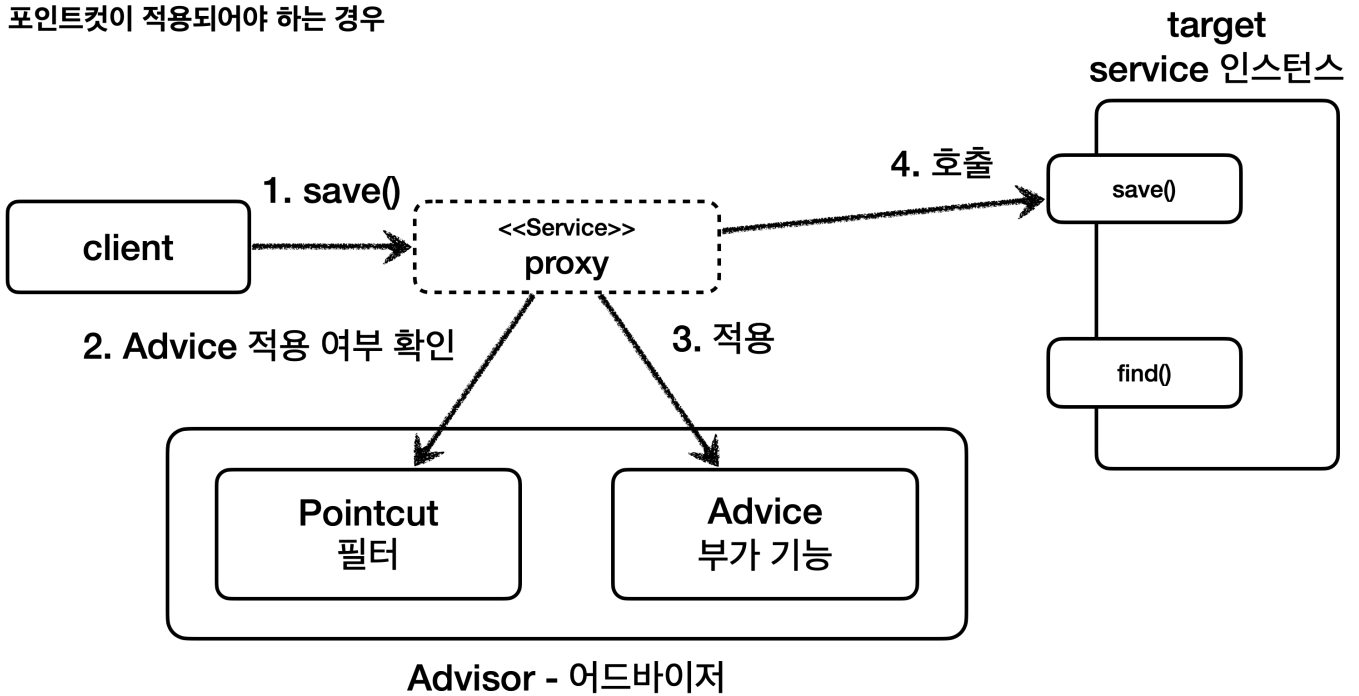 포인트컷이 적용되어야 하는 경우
target
service 인스턴스
4. 호출
save()
1. save()
client
<<Service>>
proxy
2. Advice 적용 여부 확인
3. 적용
find()
Pointcut
필터
Advice
부가 기능
Advisor - 어드바이저